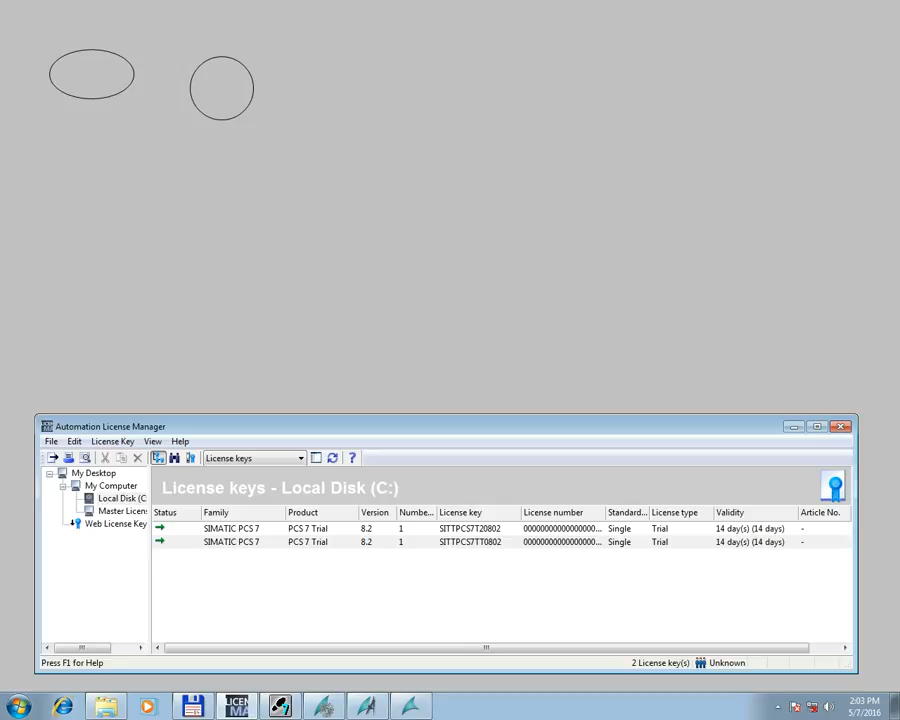 Automation License Manager
File Edit License Key View Help
License keys
My Desktop
My Computer
Local Disk (C
Master Licen
Web License Key
License keys - Local Disk (C:)
Status Family Product Version Numbe... License key License number Standard... License type Validity Article No.
SIMATIC PCS 7 PCS 7 Trial 8.2 1 SITTPCS7T20802 0000000000000000... Single Trial 14 day(s) (14 days) -
SIMATIC PCS 7 PCS 7 Trial 8.2 1 SITTPCS7TT0802 0000000000000000... Single Trial 14 day(s) (14 days) -
Press F1 for Help 2 License key(s) Unknown
LICEN
MA
2:03 PM
5/7/2016